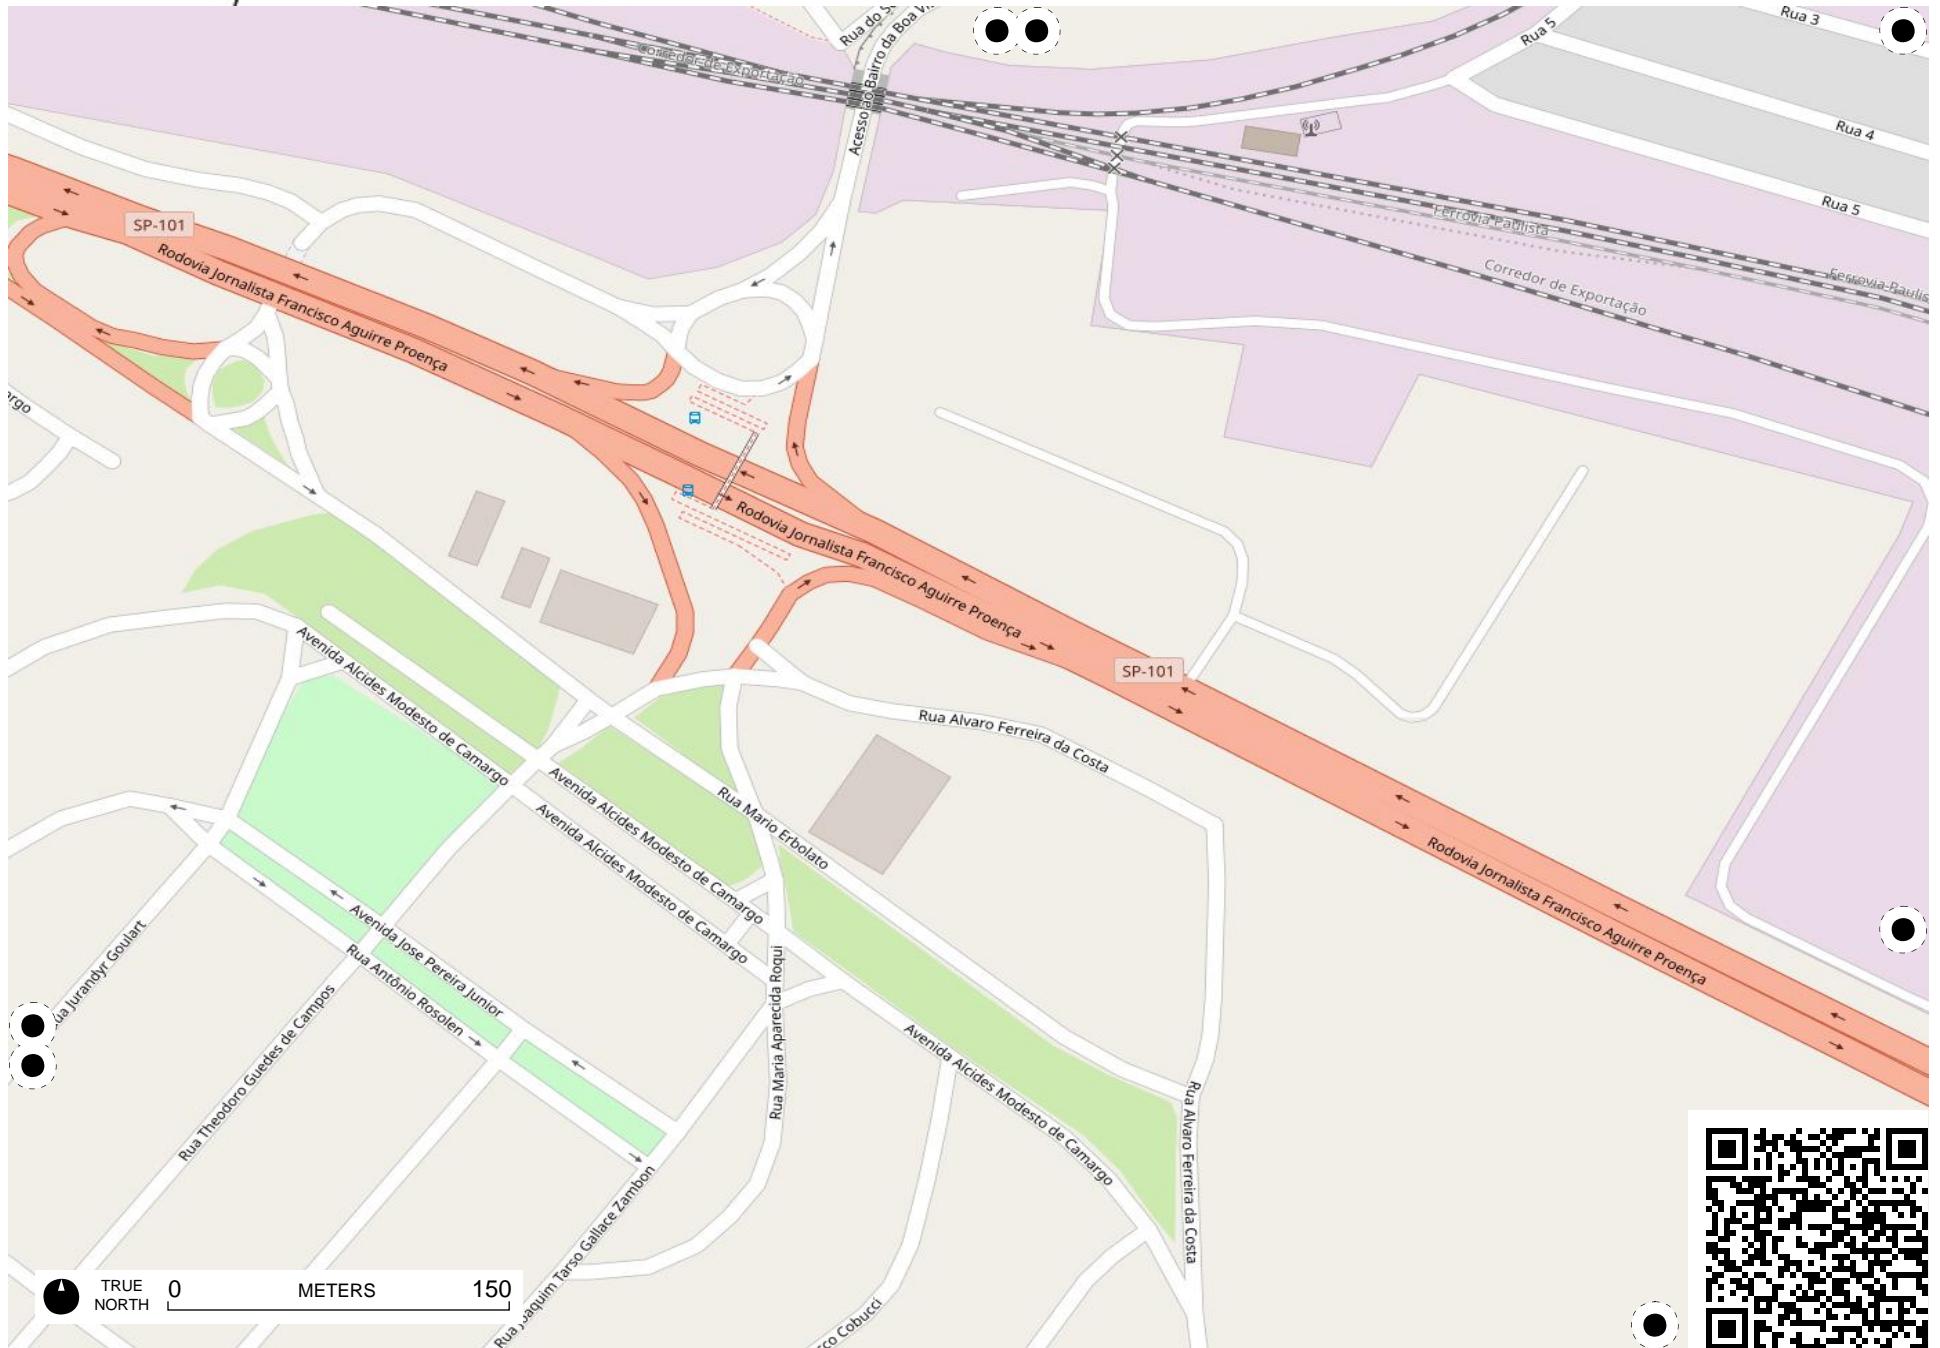 Rua do
Acesso ao Bairro da Boa
Corredor de Exportação
Rua 5
Rua 3
Rua 4
Rua 5
SP-101
Rodovia Jornalista Francisco Aguirre Proença
Ferrovia Paulista
Corredor de Exportação
Ferrovia Paulis
Rodovia Jornalista Francisco Aguirre Proença
SP-101
Avenida Alcides Modesto de Camargo
Rua Alvaro Ferreira da Costa
Avenida Alcides Modesto de Camargo
Avenida Alcides Modesto de Camargo
Rua Mario Erbolato
Rodovia Jornalista Francisco Aguirre Proença
Avenida Jose Pereira Junior
Rua Antônio Rosolen
ua Jurandyr Goulart
Rua Theodoro Guedes de Campos
Rua Maria Aparecida Roqui
Avenida Alcides Modesto de Camargo
Rua Alvaro Ferreira da Costa
Rua Joaquim Tarso Gallace Zambon
sco Cobucci
TRUE
NORTH
0 METERS 150